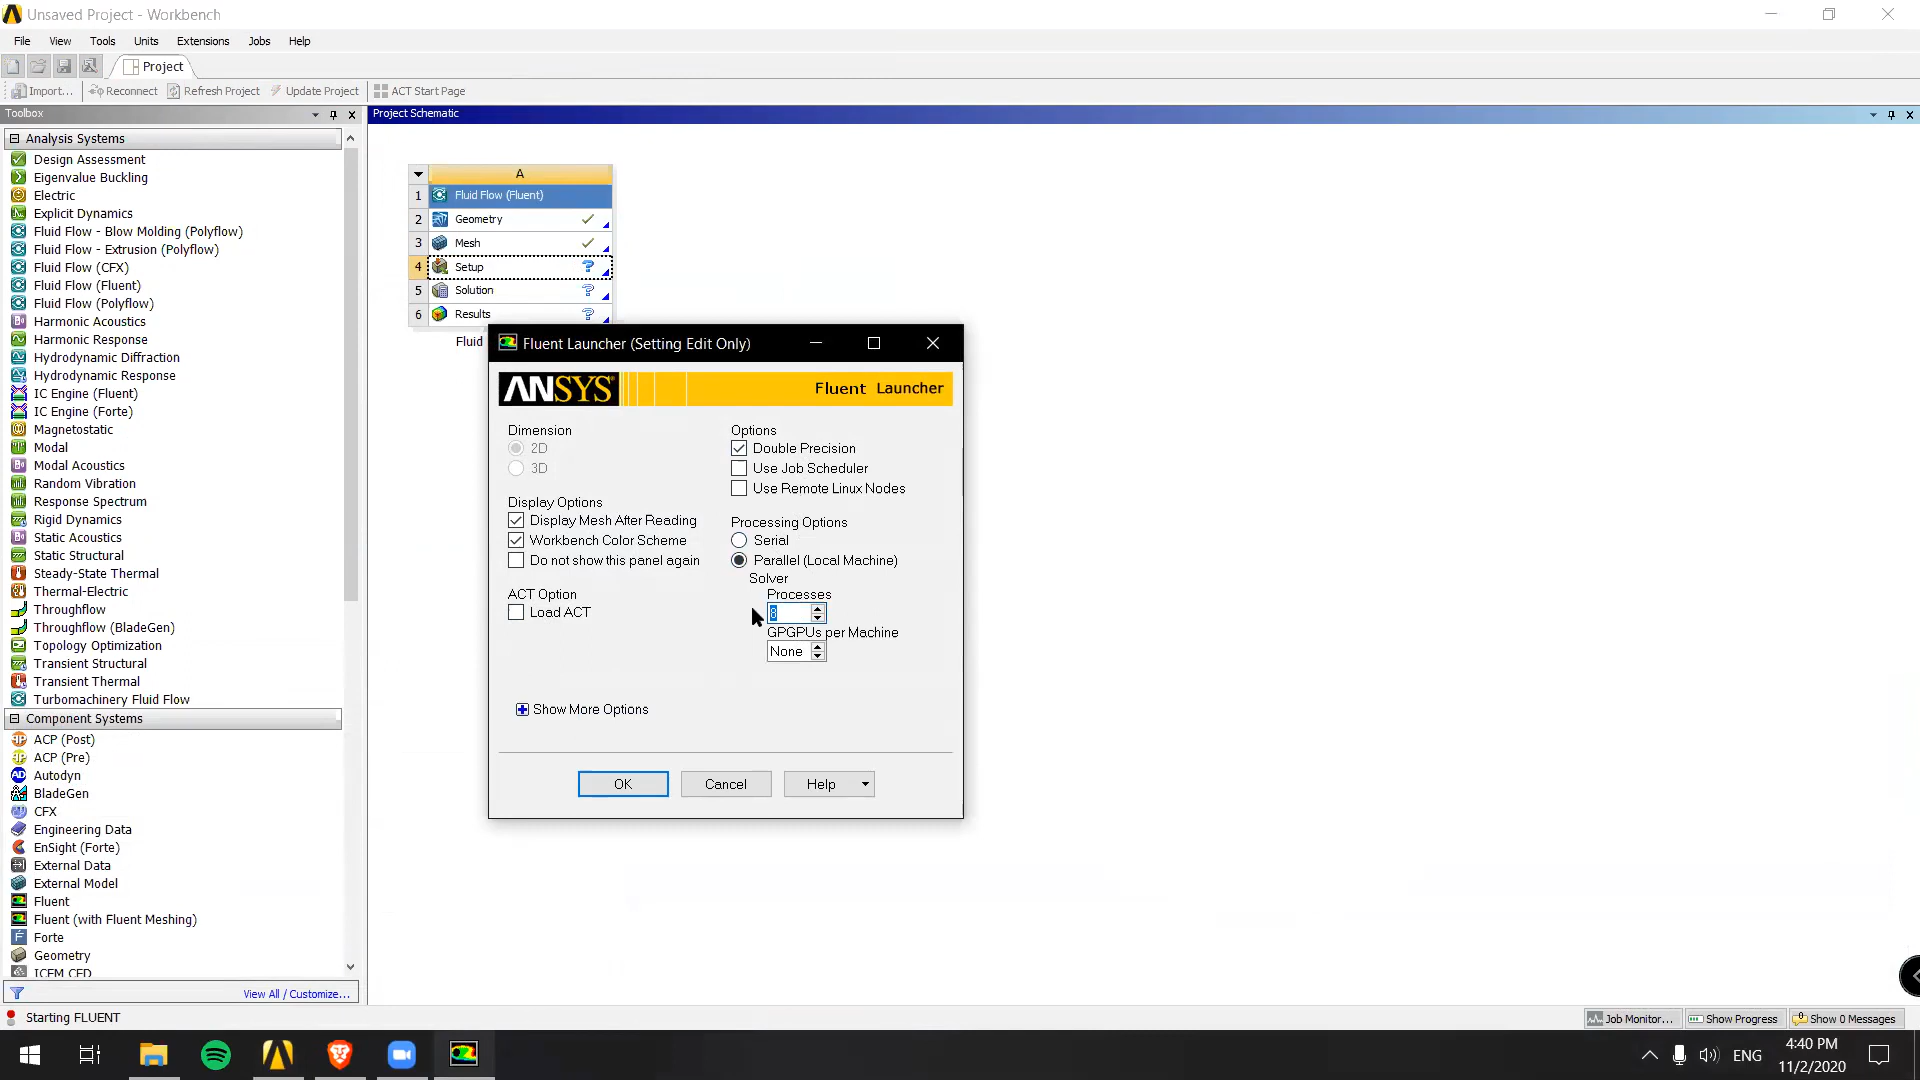 Unsaved Project - Workbench
File View Tools Units Extensions Jobs Help
Project
Import... Reconnect Refresh Project Update Project ACT Start Page
Toolbox
Project Schematic
Analysis Systems
Design Assessment
Eigenvalue Buckling
Electric
Explicit Dynamics
Fluid Flow - Blow Molding (Polyflow)
Fluid Flow - Extrusion (Polyflow)
Fluid Flow (CFX)
Fluid Flow (Fluent)
Fluid Flow (Polyflow)
Harmonic Acoustics
Harmonic Response
Hydrodynamic Diffraction
Hydrodynamic Response
IC Engine (Fluent)
IC Engine (Forte)
Magnetostatic
Modal
Modal Acoustics
Random Vibration
Response Spectrum
Rigid Dynamics
Static Acoustics
Static Structural
Steady-State Thermal
Thermal-Electric
Throughflow
Throughflow (BladeGen)
Topology Optimization
Transient Structural
Transient Thermal
Turbomachinery Fluid Flow
Component Systems
ACP (Post)
ACP (Pre)
Autodyn
BladeGen
CFX
Engineering Data
EnSight (Forte)
External Data
External Model
Fluent
Fluent (with Fluent Meshing)
Forte
Geometry
ICEM CFD
View All / Customize...
A
1 Fluid Flow (Fluent)
2 Geometry
3 Mesh
4 Setup ?
5 Solution ?
6 Results ?
Fluid
Fluent Launcher (Setting Edit Only)
ANSYS Fluent Launcher
Dimension
2D
3D
Display Options
Display Mesh After Reading
Workbench Color Scheme
Do not show this panel again
ACT Option
Load ACT
Options
Double Precision
Use Job Scheduler
Use Remote Linux Nodes
Processing Options
Serial
Parallel (Local Machine)
Solver
Processes
8
GPGPUs per Machine
None
Show More Options
OK Cancel Help
Starting FLUENT
Job Monitor... Show Progress Show 0 Messages
ENG
4:40 PM
11/2/2020